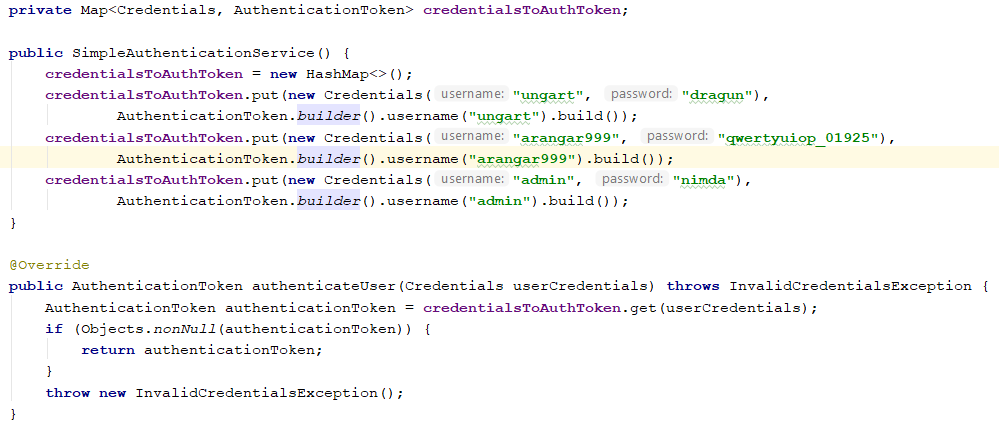 private Map<Credentials, AuthenticationToken> credentialsToAuthToken;
public SimpleAuthenticationService() {
credentialsToAuthToken = new HashMap<>();
credentialsToAuthToken.put(new Credentials( username: "ungart", password: "dragun"),
AuthenticationToken.builder().username("ungart").build());
credentialsToAuthToken.put(new Credentials( username: "arangar999", password: "qwertyuiop_01925"),
AuthenticationToken.builder().username("arangar999").build());
credentialsToAuthToken.put(new Credentials( username: "admin", password: "nimda"),
AuthenticationToken.builder().username("admin").build());
}
@Override
public AuthenticationToken authenticateUser(Credentials userCredentials) throws InvalidCredentialsException {
AuthenticationToken authenticationToken = credentialsToAuthToken.get(userCredentials);
if (Objects.nonNull(authenticationToken)) {
return authenticationToken;
}
throw new InvalidCredentialsException();
}